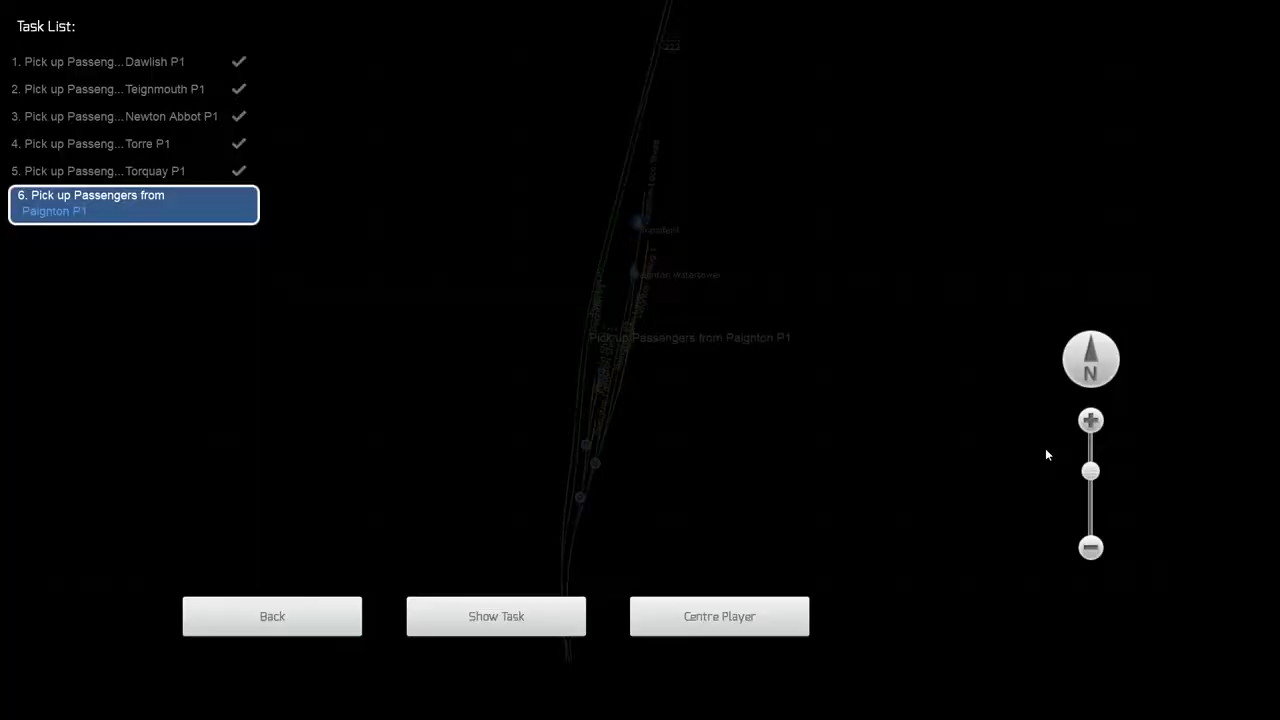 Task List:
1. Pick up Passeng... Dawlish P1
2. Pick up Passeng... Teignmouth P1
3. Pick up Passeng... Newton Abbot P1
4. Pick up Passeng... Torre P1
5. Pick up Passeng... Torquay P1
6. Pick up Passengers from
Paignton P1
Pick up Passengers from Paignton P1
N
Back
Show Task
Centre Player